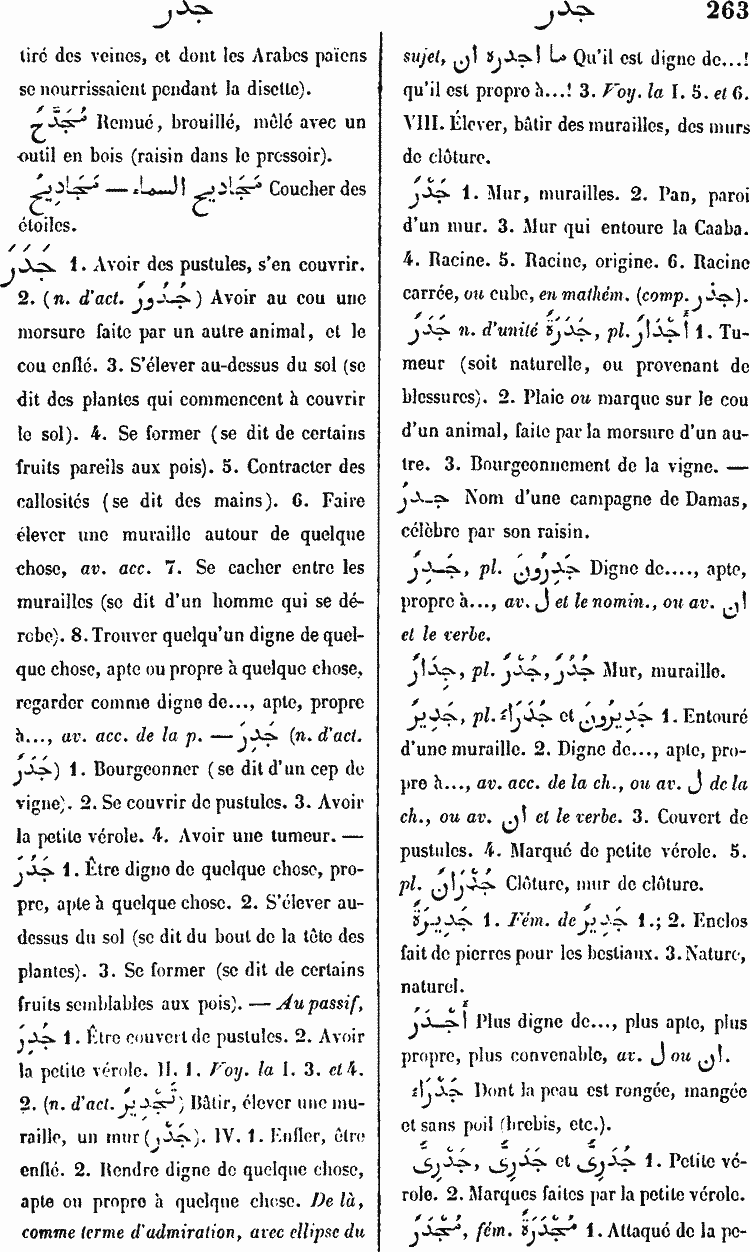 جدر جدر 263
tiré des veines, et dont les Arabes païens
se nourrissaient pendant la disette).
مُجَدَّح Remué, brouillé, mêlé avec un
outil en bois (raisin dans le pressoir).
مَجَادِيحُ — مَجَادِيح السماء Coucher des
étoiles.
جَدَرَ 1. Avoir des pustules, s'en couvrir.
2. (n. d'act. جُدُورٌ) Avoir au cou une
morsure faite par un autre animal, et le
cou enflé. 3. S'élever au-dessus du sol (se
dit des plantes qui commencent à couvrir
le sol). 4. Se former (se dit de certains
fruits pareils aux pois). 5. Contracter des
callosités (se dit des mains). 6. Faire
élever une muraille autour de quelque
chose, av. acc. 7. Se cacher entre les
murailles (se dit d'un homme qui se dé-
robe). 8. Trouver quelqu'un digne de quel-
que chose, apte ou propre à quelque chose,
regarder comme digne de..., apte, propre
à..., av. acc. de la p. — جَدِرَ (n. d'act.
جَدَرٌ) 1. Bourgeonner (se dit d'un cep de
vigne). 2. Se couvrir de pustules. 3. Avoir
la petite vérole. 4. Avoir une tumeur. —
جَدُرَ 1. Être digne de quelque chose, pro-
pre, apte à quelque chose. 2. S'élever au-
dessus du sol (se dit du bout de la tête des
plantes). 3. Se former (se dit de certains
fruits semblables aux pois). — Au passif,
جُدِرَ 1. Être couvert de pustules. 2. Avoir
la petite vérole. II. 1. Voy. la I. 3. et 4.
2. (n. d'act. تَجْدِيرٌ) Bâtir, élever une mu-
raille, un mur (جَدْرٌ). IV. 1. Enfler, être
enflé. 2. Rendre digne de quelque chose,
apte ou propre à quelque chose. De là,
comme terme d'admiration, avec ellipse du
sujet, ما اجدره ان Qu'il est digne de...!
qu'il est propre à...! 3. Voy. la I. 5. et 6.
VIII. Élever, bâtir des murailles, des murs
de clôture.
جَدْرٌ 1. Mur, murailles. 2. Pan, paroi
d'un mur. 3. Mur qui entoure la Caaba.
4. Racine. 5. Racine, origine. 6. Racine
carrée, ou cube, en mathém. (comp. جذر).
جَدَرٌ n. d'unité جَدَرَةٌ, pl. أَجْدَارٌ 1. Tu-
meur (soit naturelle, ou provenant de
blessures). 2. Plaie ou marque sur le cou
d'un animal, faite par la morsure d'un au-
tre. 3. Bourgeonnement de la vigne. —
جدرُ Nom d'une campagne de Damas,
célèbre par son raisin.
جَدِرٌ, pl. جَدِرُونَ Digne de...., apte,
propre à..., av. ل et le nomin., ou av. ان
et le verbe.
جِدَارٌ, pl. جُدُرٌ, جُدْرٌ Mur, muraille.
جَدِيرٌ, pl. جُدَرَاءُ et جَدِيرُونَ 1. Entouré
d'une muraille. 2. Digne de..., apte, pro-
pre à..., av. acc. de la ch., ou av. ل de la
ch., ou av. ان et le verbe. 3. Couvert de
pustules. 4. Marqué de petite vérole. 5.
pl. جُدْرَانٌ Clôture, mur de clôture.
جَدِيرَةٌ 1. Fém. de جَدِيرٌ 1.; 2. Enclos
fait de pierres pour les bestiaux. 3. Nature,
naturel.
أَجْدَرُ Plus digne de..., plus apte, plus
propre, plus convenable, av. ل ou ان.
جَدْرَاءُ Dont la peau est rongée, mangée
et sans poil (brebis, etc.).
جُدْرِىٌّ, جَدَرِىٌّ et جُدَرِىٌّ 1. Petite vé-
role. 2. Marques faites par la petite vérole.
مُجَدَّرٌ, fém. مُجَدَّرَةٌ 1. Attaqué de la pe-